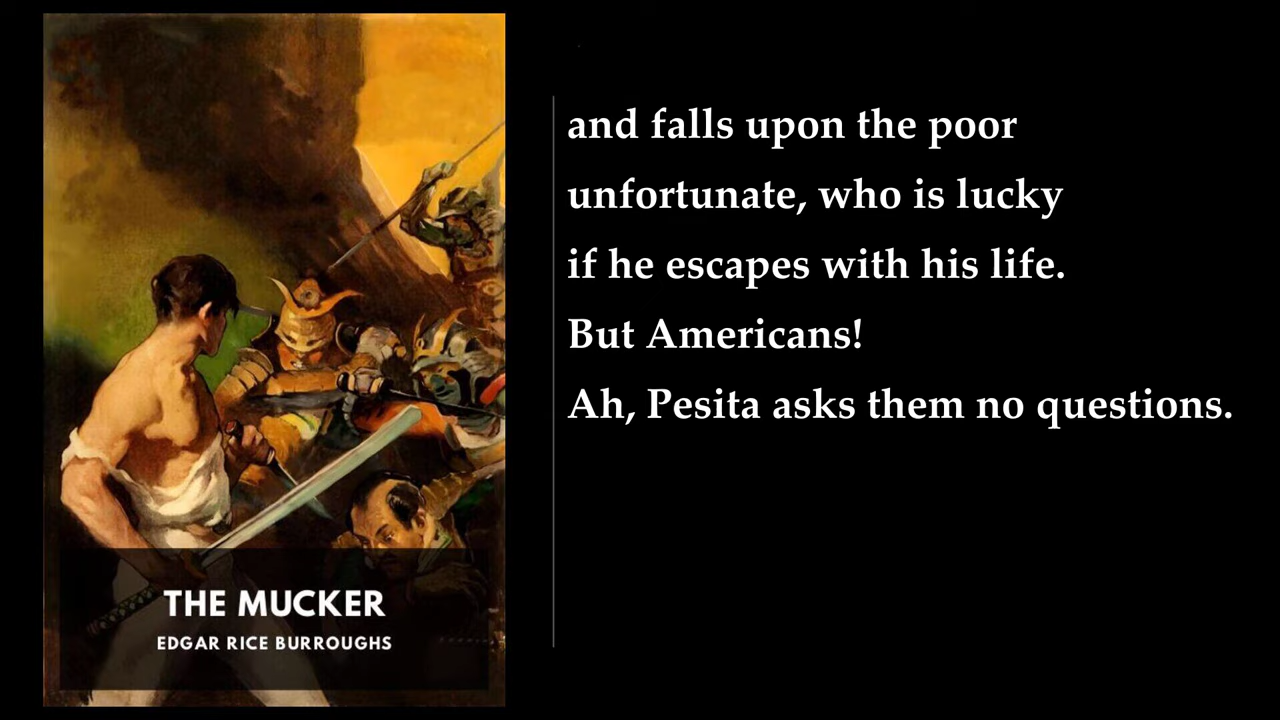 THE MUCKER
EDGAR RICE BURROUGHS
and falls upon the poor
unfortunate, who is lucky
if he escapes with his life.
But Americans!
Ah, Pesita asks them no questions.